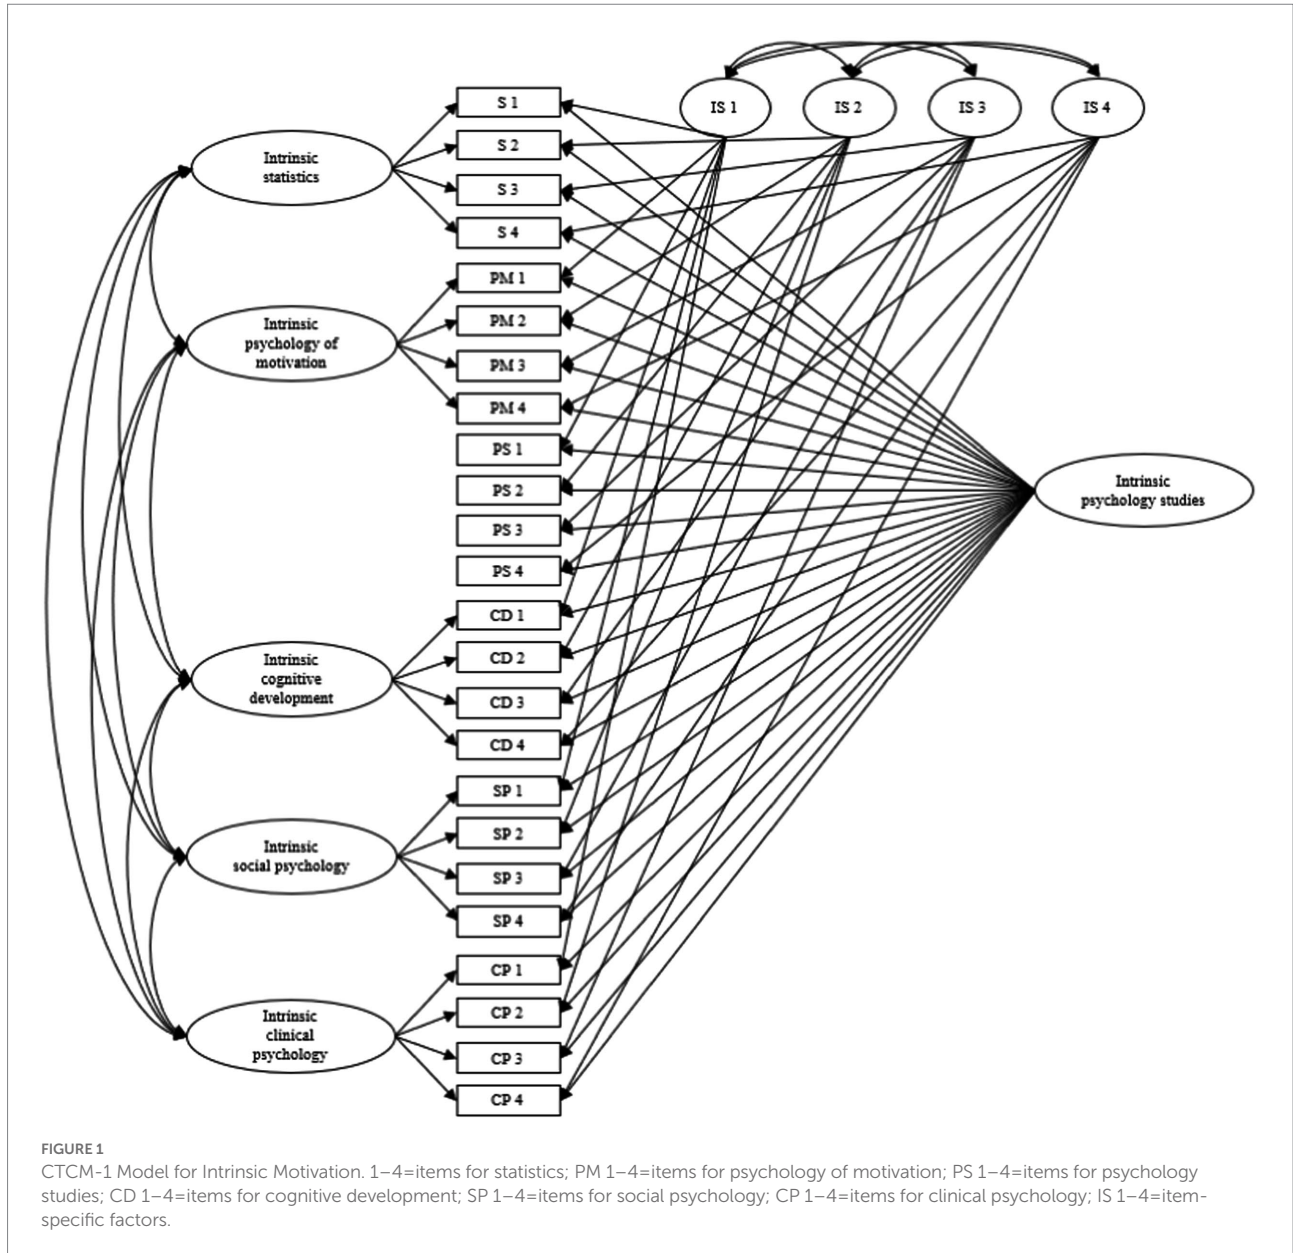 IS 1
IS 2
IS 3
IS 4
S 1
S 2
S 3
S 4
Intrinsic
statistics
PM 1
PM 2
PM 3
PM 4
Intrinsic
psychology of
motivation
PS 1
PS 2
PS 3
PS 4
Intrinsic
psychology studies
CD 1
CD 2
CD 3
CD 4
Intrinsic
cognitive
development
SP 1
SP 2
SP 3
SP 4
Intrinsic
social psychology
CP 1
CP 2
CP 3
CP 4
Intrinsic
clinical
psychology
FIGURE 1
CTCM-1 Model for Intrinsic Motivation. 1–4=items for statistics; PM 1–4=items for psychology of motivation; PS 1–4=items for psychology
studies; CD 1–4=items for cognitive development; SP 1–4=items for social psychology; CP 1–4=items for clinical psychology; IS 1–4=item-
specific factors.